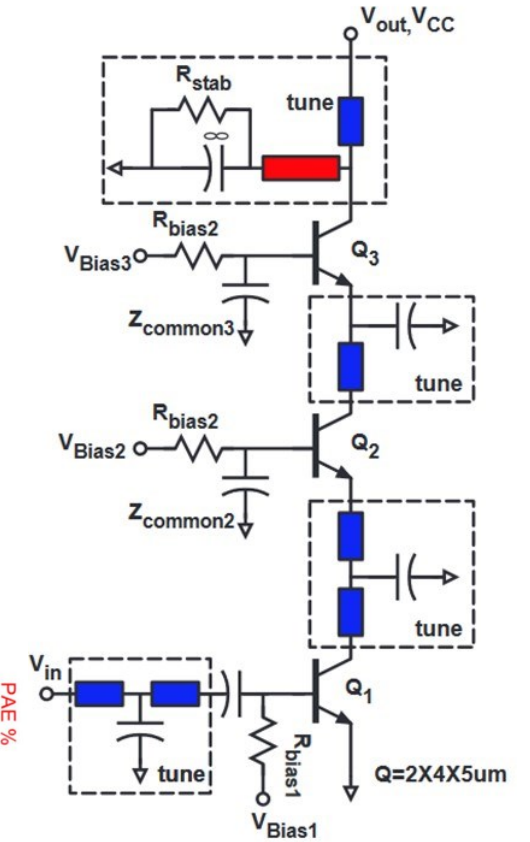 Vout, VCC
Rstab
tune
∞
Rbias2
VBias3
Q3
Zcommon3
tune
Rbias2
VBias2
Q2
Zcommon2
tune
Vin
Q1
PAE %
tune
Rbias1
Q=2X4X5um
VBias1